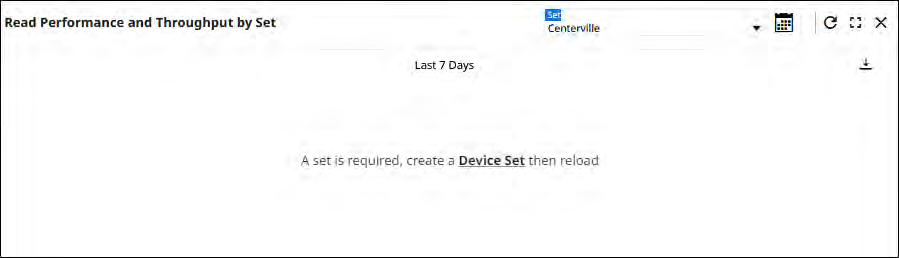 Read Performance and Throughput by Set
Set
Centerville
Last 7 Days
A set is required, create a Device Set then reload